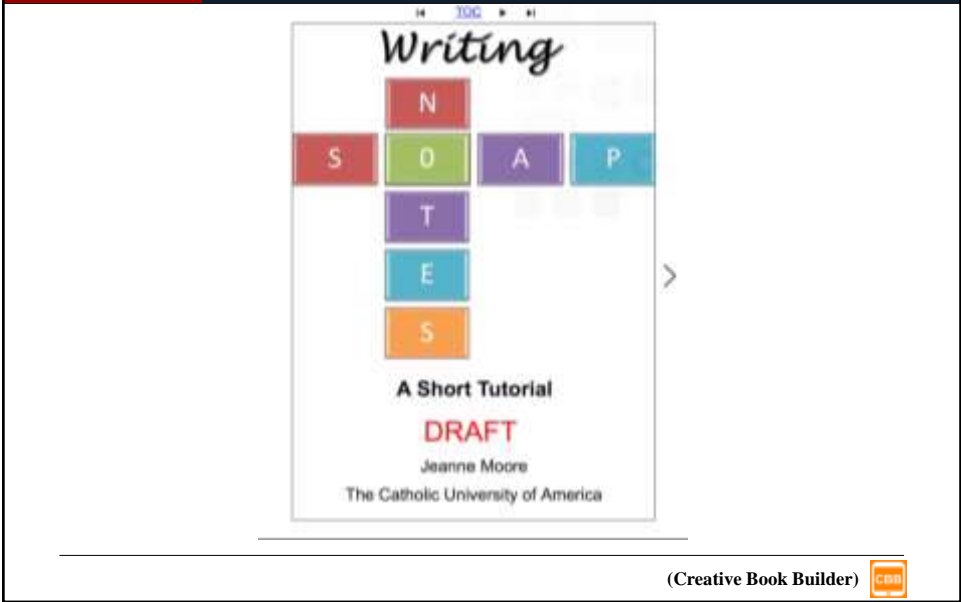 TOC
Writing
N
S O A P
T
E
S
A Short Tutorial
DRAFT
Jeanne Moore
The Catholic University of America
(Creative Book Builder) CBB